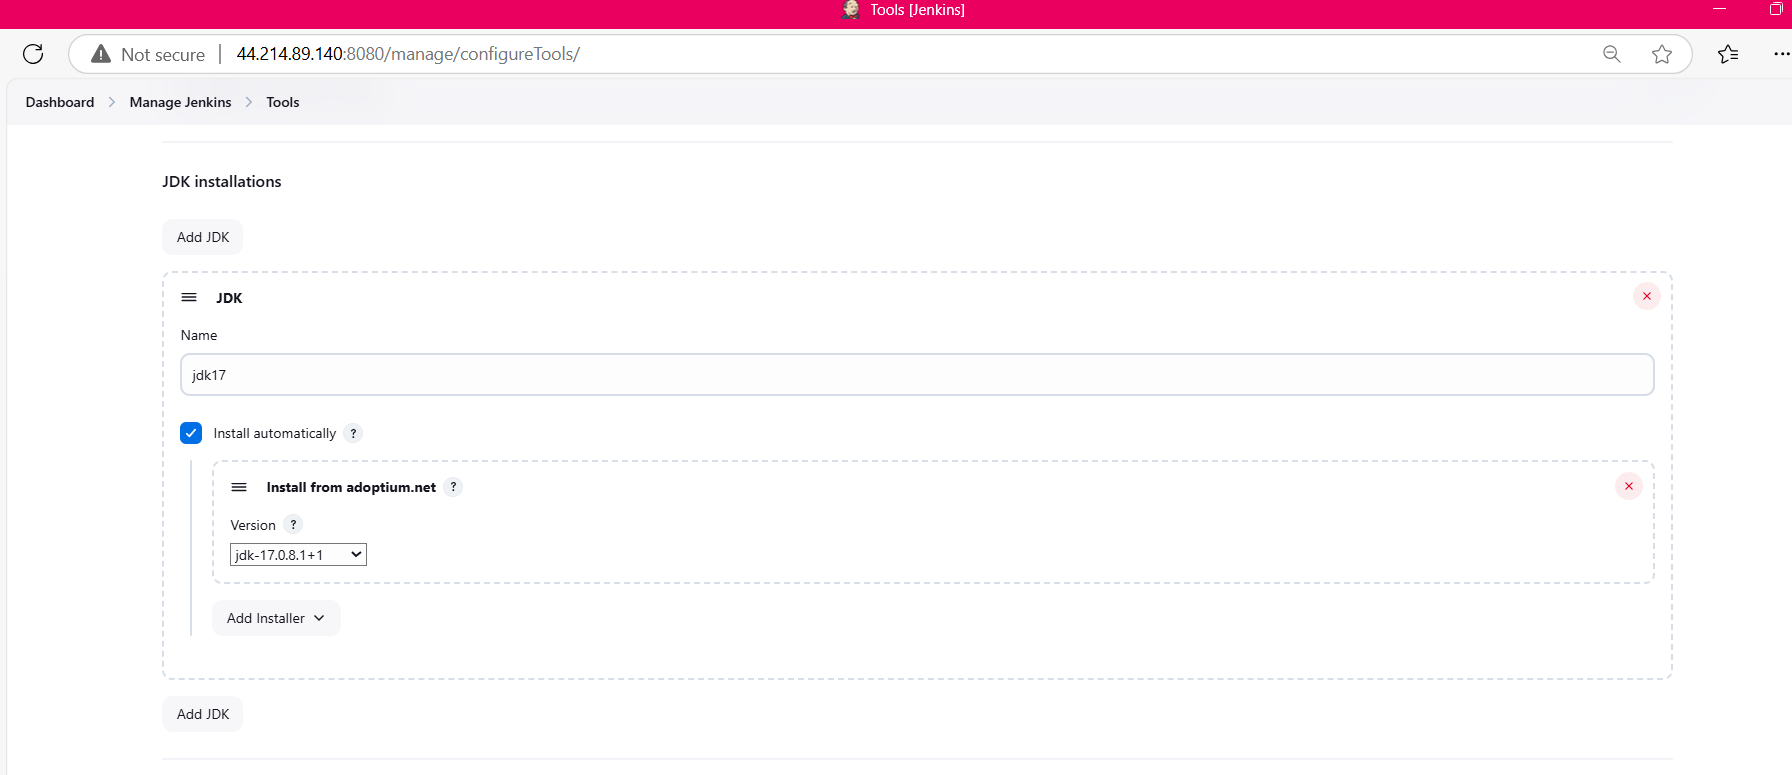 Tools [Jenkins]
Not secure | 44.214.89.140:8080/manage/configureTools/
Dashboard > Manage Jenkins > Tools
JDK installations
Add JDK
JDK
Name
jdk17
Install automatically ?
Install from adoptium.net ?
Version ?
jdk-17.0.8.1+1
Add Installer
Add JDK